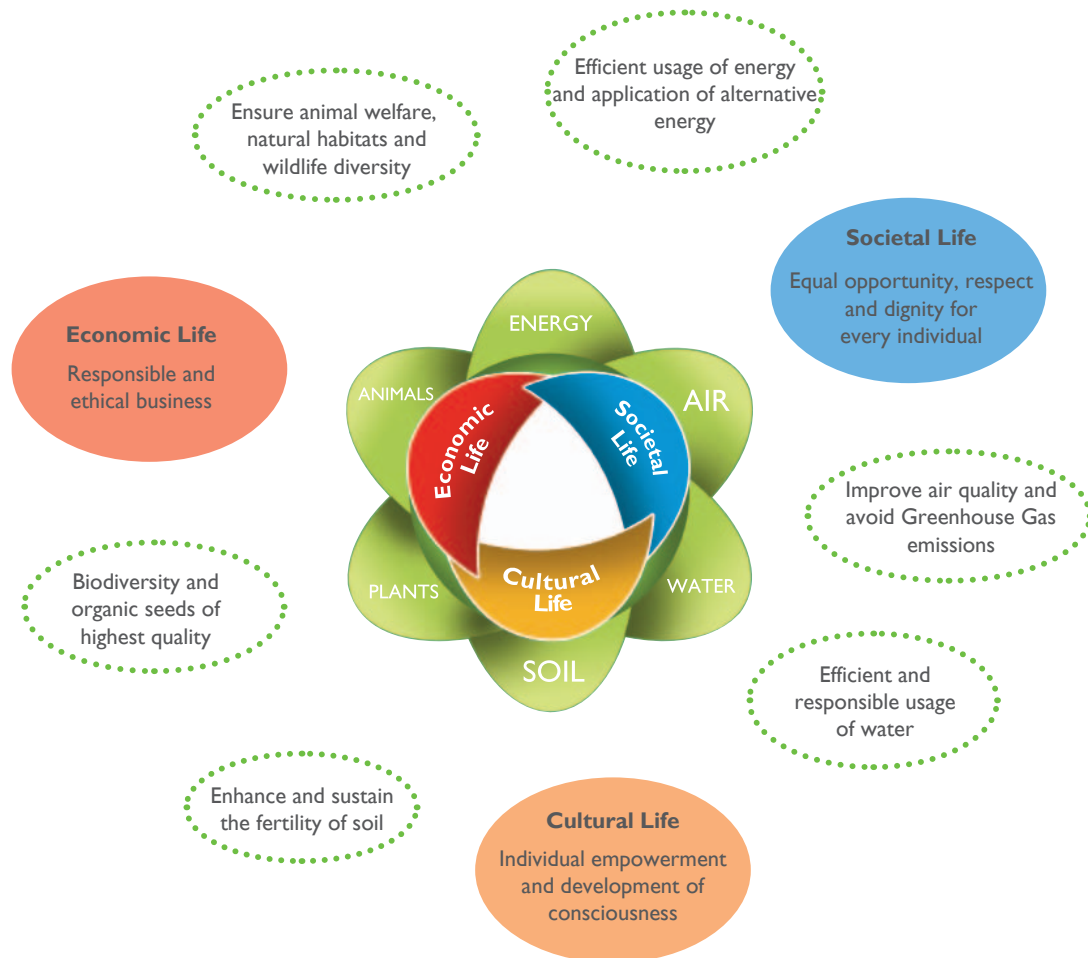 Efficient usage of energy
and application of alternative
energy
Ensure animal welfare,
natural habitats and
wildlife diversity
Societal Life
Equal opportunity, respect
and dignity for
every individual
Economic Life
Responsible and
ethical business
ENERGY
ANIMALS
AIR
Economic
Life
Societal
Life
Cultural
Life
PLANTS
WATER
SOIL
Improve air quality and
avoid Greenhouse Gas
emissions
Biodiversity and
organic seeds of
highest quality
Efficient and
responsible usage
of water
Enhance and sustain
the fertility of soil
Cultural Life
Individual empowerment
and development of
consciousness